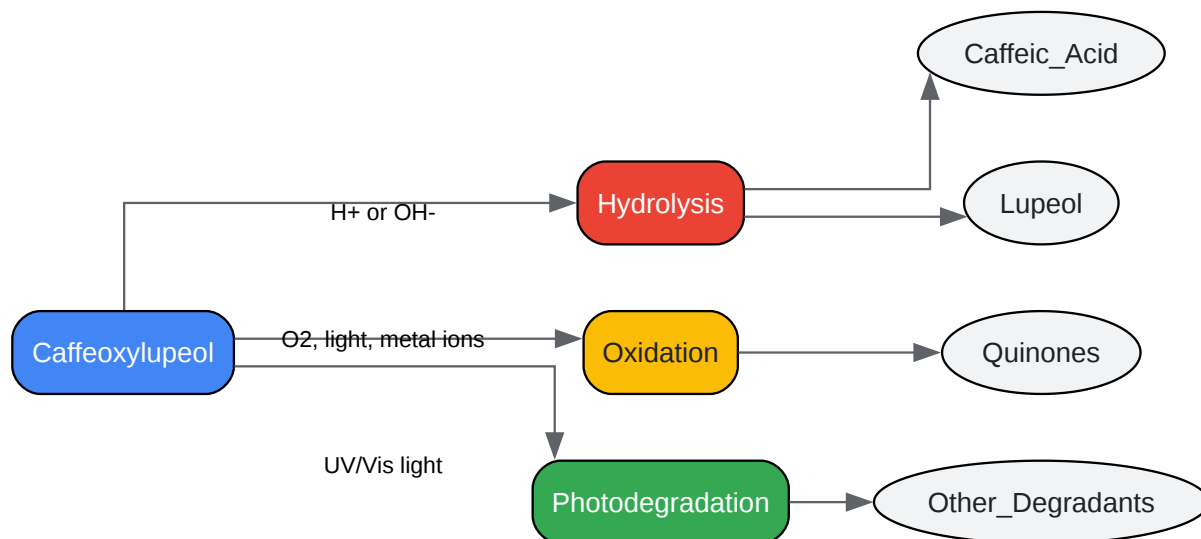 Caffeic_Acid
Hydrolysis
Lupeol
H+ or OH-
Caffeoxylupeol
O2, light, metal ions
Oxidation
Quinones
UV/Vis light
Photodegradation
Other_Degradants